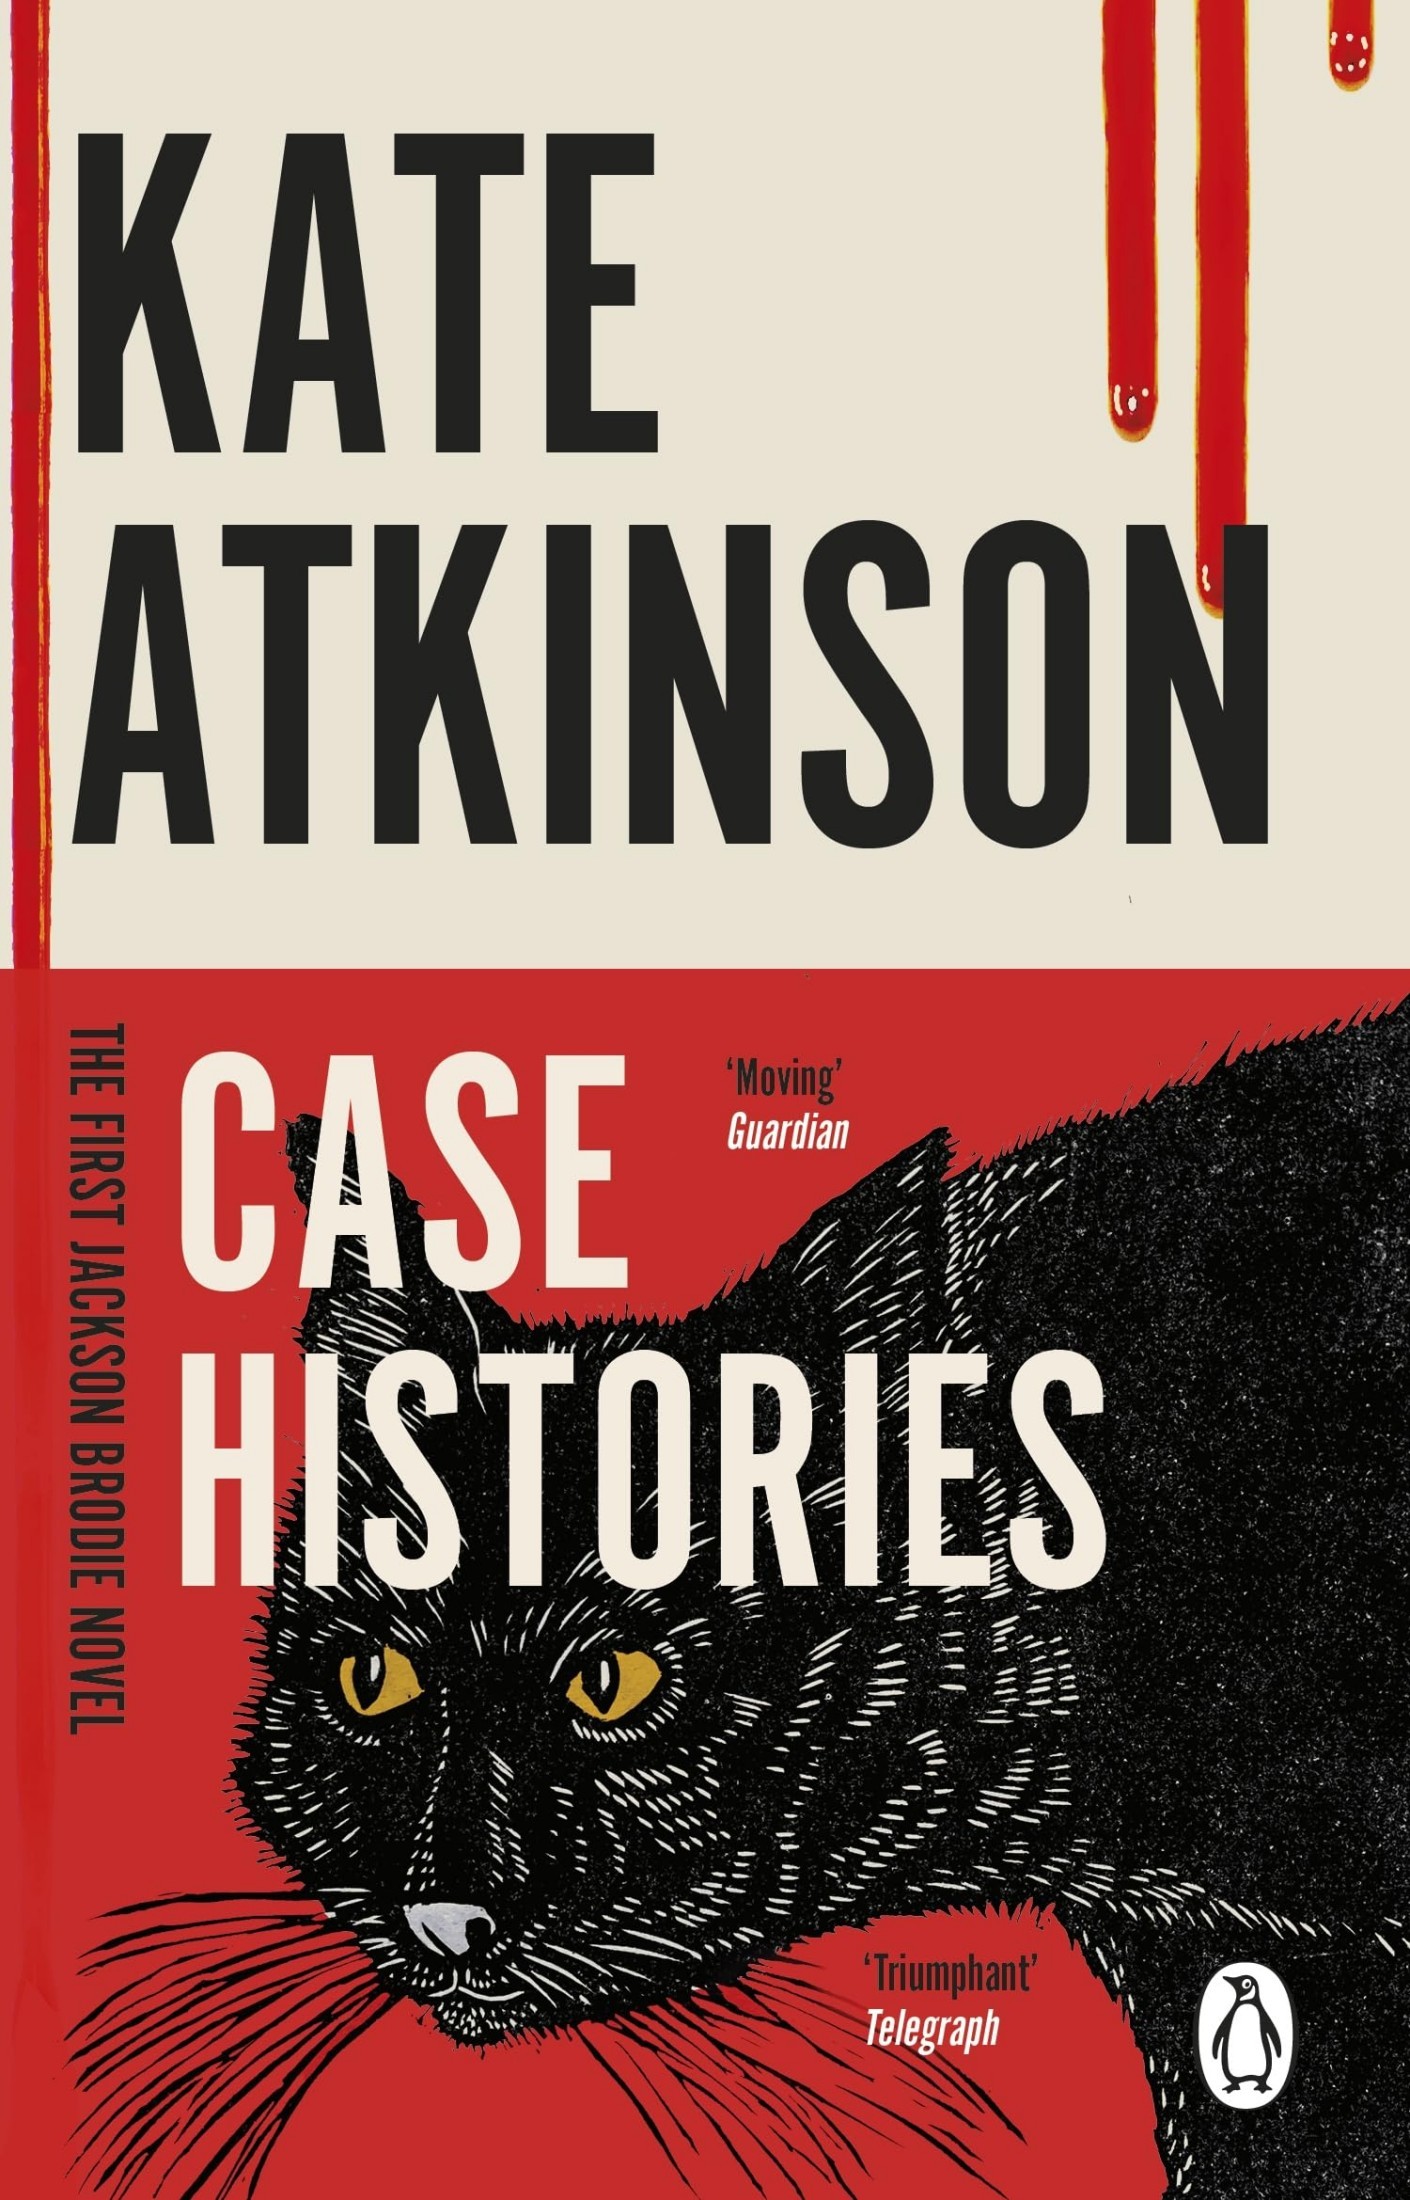 KATE
ATKINSON
THE FIRST JACKSON BRODIE NOVEL
CASE
HISTORIES
‘Moving’
Guardian
‘Triumphant’
Telegraph